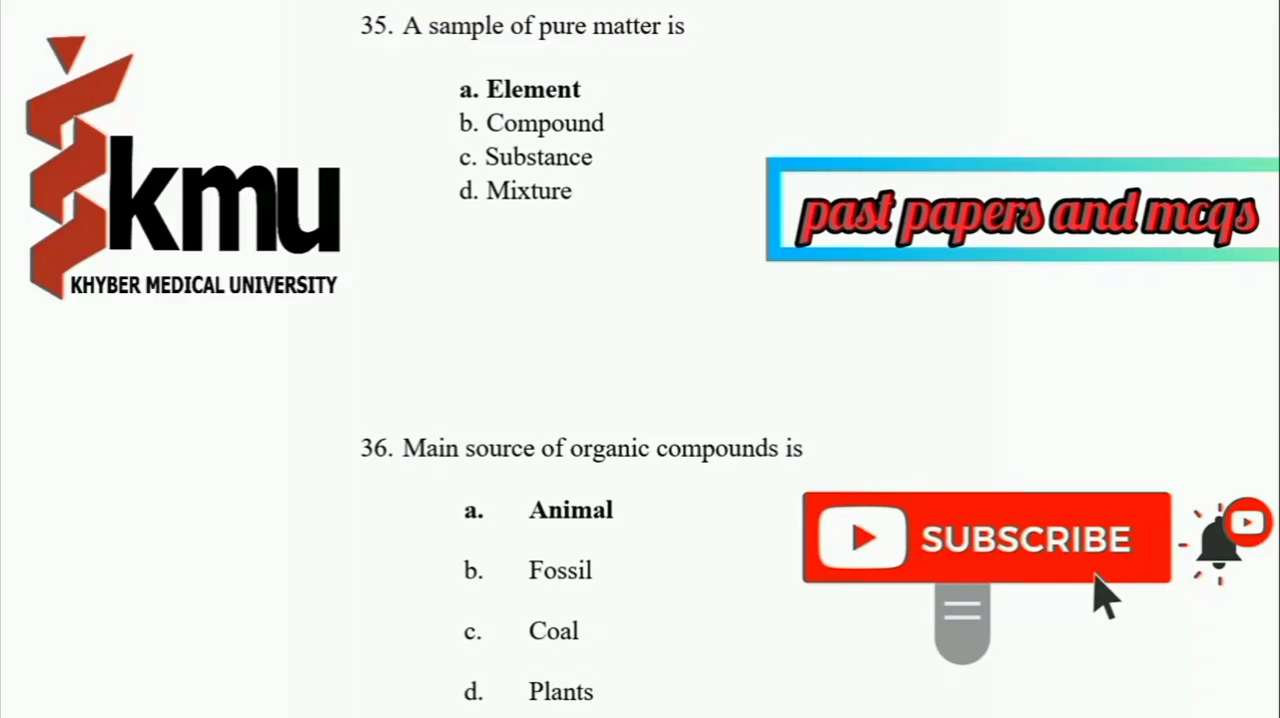 35. A sample of pure matter is
a. Element
b. Compound
c. Substance
d. Mixture
kmu
KHYBER MEDICAL UNIVERSITY
past papers and mcqs
36. Main source of organic compounds is
a. Animal
b. Fossil
c. Coal
d. Plants
SUBSCRIBE